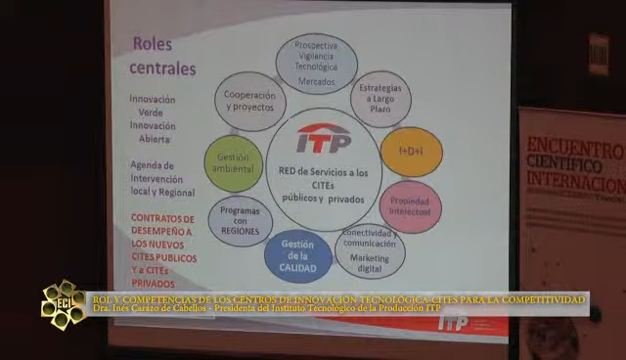 Roles
centrales
Innovación
Verde
Innovación
Abierta
Agenda de
Intervención
local y Regional
CONTRATOS DE
DESEMPEÑO A
LOS NUEVOS
CITES PUBLICOS
Y a CITEs
PRIVADOS
Prospectiva
Vigilancia
Tecnológica
Mercados
Estrategias
a Largo
Plazo
I+D+i
Propiedad
Intelectual
Conectividad y
comunicación
Marketing
digital
Gestión
de la
CALIDAD
Programas
con
REGIONES
Gestión
ambiental
Cooperación
y proyectos
ITP
RED de Servicios a los
CITEs
públicos y privados
ENCUENTRO
CIENTÍFICO
INTERNACION
ECI
ROL Y COMPETENCIAS DE LOS CENTROS DE INNOVACIÓN TECNOLÓGICA-CITES PARA LA COMPETITIVIDAD
Dra. Inés Carazo de Cabellos - Presidenta del Instituto Tecnológico de la Producción ITP
ITP